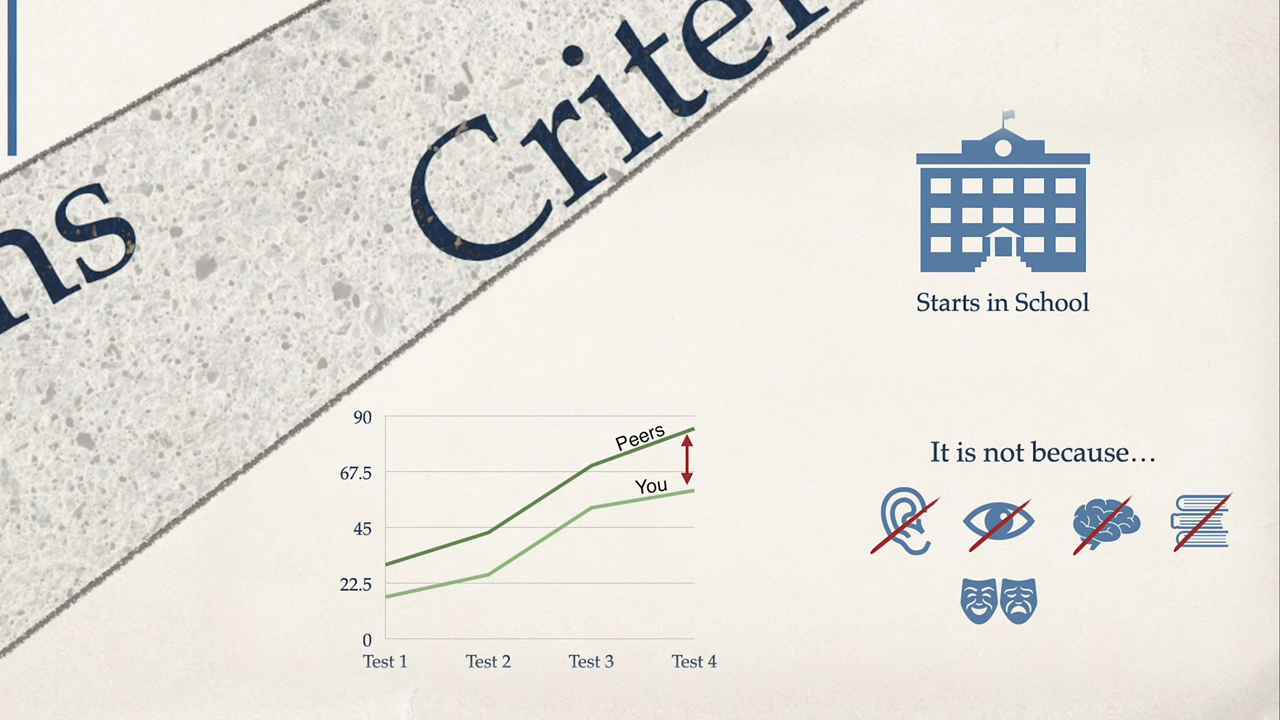 ns Criter
Starts in School
90
67.5
45
22.5
0
Peers
You
Test 1 Test 2 Test 3 Test 4
It is not because…